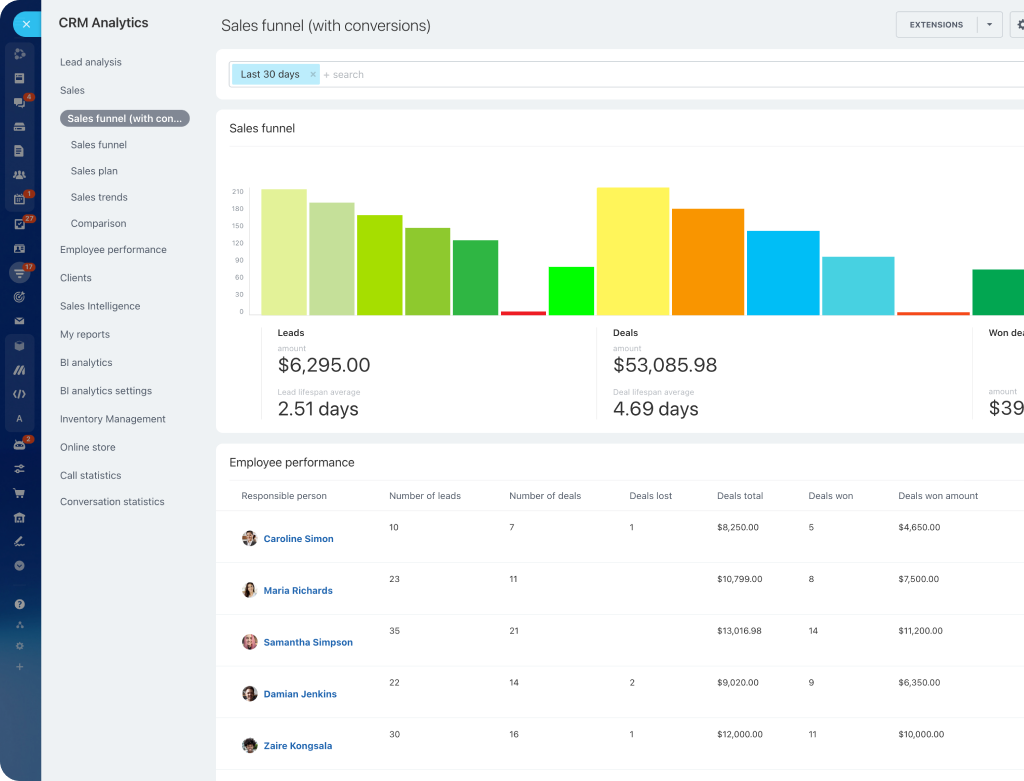 CRM Analytics
Lead analysis
Sales
Sales funnel (with con...
Sales funnel
Sales plan
Sales trends
Comparison
Employee performance
Clients
Sales Intelligence
My reports
BI analytics
BI analytics settings
Inventory Management
Online store
Call statistics
Conversation statistics
4
1
27
17
A
2
Sales funnel (with conversions)
EXTENSIONS
Last 30 days × + search
Sales funnel
210
180
150
120
90
60
30
0
Leads
amount
$6,295.00
Lead lifespan average
2.51 days
Deals
amount
$53,085.98
Deal lifespan average
4.69 days
Won dea
amount
$39
Employee performance
Responsible person Number of leads Number of deals Deals lost Deals total Deals won Deals won amount
Caroline Simon 10 7 1 $8,250.00 5 $4,650.00
Maria Richards 23 11 $10,799.00 8 $7,500.00
Samantha Simpson 35 21 $13,016.98 14 $11,200.00
Damian Jenkins 22 14 2 $9,020.00 9 $6,350.00
Zaire Kongsala 30 16 1 $12,000.00 11 $10,000.00